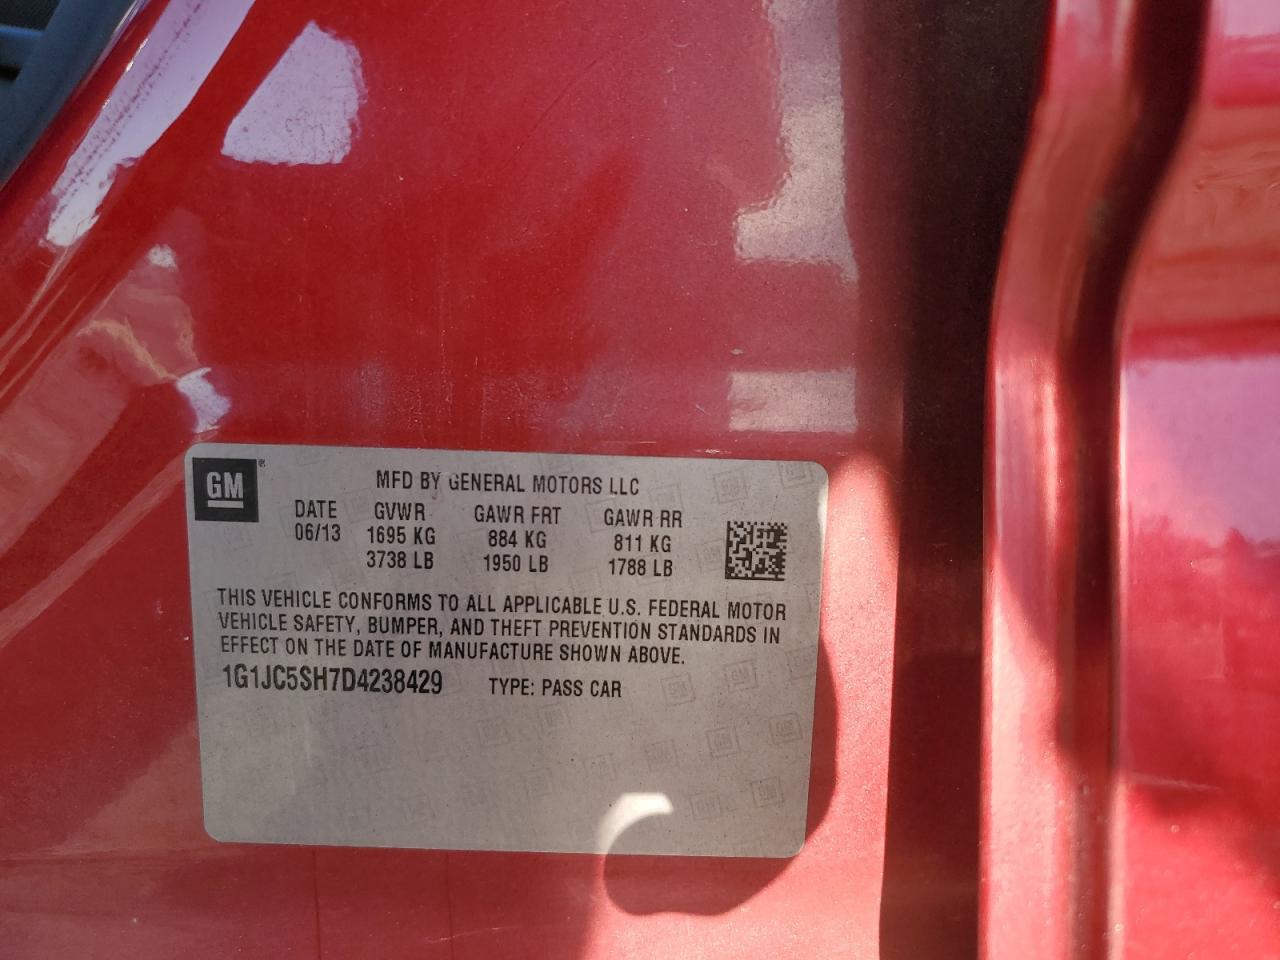 GM®
MFD BY GENERAL MOTORS LLC
DATE GVWR GAWR FRT GAWR RR
06/13 1695 KG 884 KG 811 KG
3738 LB 1950 LB 1788 LB
THIS VEHICLE CONFORMS TO ALL APPLICABLE U.S. FEDERAL MOTOR
VEHICLE SAFETY, BUMPER, AND THEFT PREVENTION STANDARDS IN
EFFECT ON THE DATE OF MANUFACTURE SHOWN ABOVE.
1G1JC5SH7D4238429 TYPE: PASS CAR